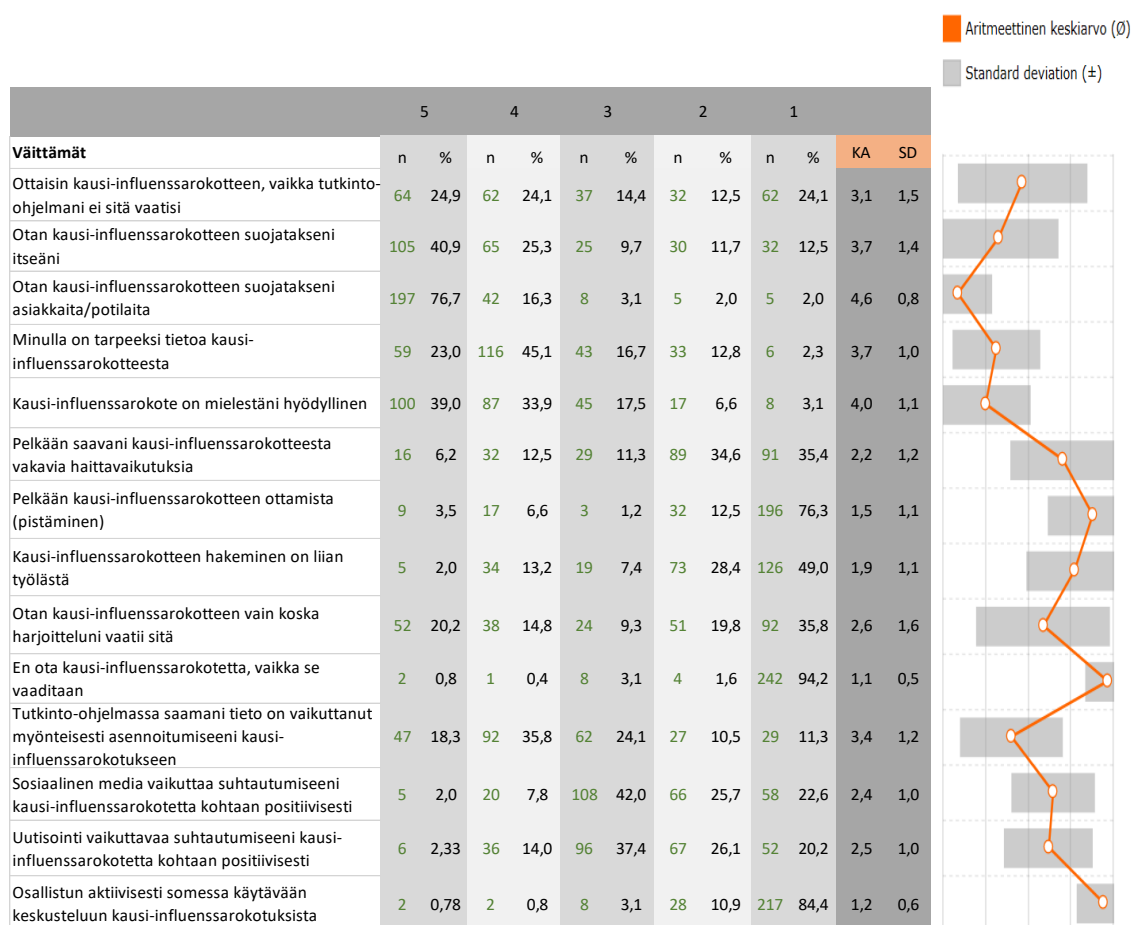 Aritmeettinen keskiarvo (Ø)
Standard deviation (±)
5 4 3 2 1
Väittämät n % n % n % n % n % KA SD
Ottaisin kausi-influenssarokotteen, vaikka tutkinto-
ohjelmani ei sitä vaatisi
64 24,9 62 24,1 37 14,4 32 12,5 62 24,1 3,1 1,5
Otan kausi-influenssarokotteen suojatakseni
itseäni
105 40,9 65 25,3 25 9,7 30 11,7 32 12,5 3,7 1,4
Otan kausi-influenssarokotteen suojatakseni
asiakkaita/potilaita
197 76,7 42 16,3 8 3,1 5 2,0 5 2,0 4,6 0,8
Minulla on tarpeeksi tietoa kausi-
influenssarokotteesta
59 23,0 116 45,1 43 16,7 33 12,8 6 2,3 3,7 1,0
Kausi-influenssarokote on mielestäni hyödyllinen 100 39,0 87 33,9 45 17,5 17 6,6 8 3,1 4,0 1,1
Pelkään saavani kausi-influenssarokotteesta
vakavia haittavaikutuksia
16 6,2 32 12,5 29 11,3 89 34,6 91 35,4 2,2 1,2
Pelkään kausi-influenssarokotteen ottamista
(pistäminen)
9 3,5 17 6,6 3 1,2 32 12,5 196 76,3 1,5 1,1
Kausi-influenssarokotteen hakeminen on liian
työlästä
5 2,0 34 13,2 19 7,4 73 28,4 126 49,0 1,9 1,1
Otan kausi-influenssarokotteen vain koska
harjoitteluni vaatii sitä
52 20,2 38 14,8 24 9,3 51 19,8 92 35,8 2,6 1,6
En ota kausi-influenssarokotetta, vaikka se
vaaditaan
2 0,8 1 0,4 8 3,1 4 1,6 242 94,2 1,1 0,5
Tutkinto-ohjelmassa saamani tieto on vaikuttanut
myönteisesti asennoitumiseeni kausi-
influenssarokotukseen
47 18,3 92 35,8 62 24,1 27 10,5 29 11,3 3,4 1,2
Sosiaalinen media vaikuttaa suhtautumiseeni
kausi-influenssarokotetta kohtaan positiivisesti
5 2,0 20 7,8 108 42,0 66 25,7 58 22,6 2,4 1,0
Uutisointi vaikuttavaa suhtautumiseeni kausi-
influenssarokotetta kohtaan positiivisesti
6 2,33 36 14,0 96 37,4 67 26,1 52 20,2 2,5 1,0
Osallistun aktiivisesti somessa käytävään
keskusteluun kausi-influenssarokotuksista
2 0,78 2 0,8 8 3,1 28 10,9 217 84,4 1,2 0,6